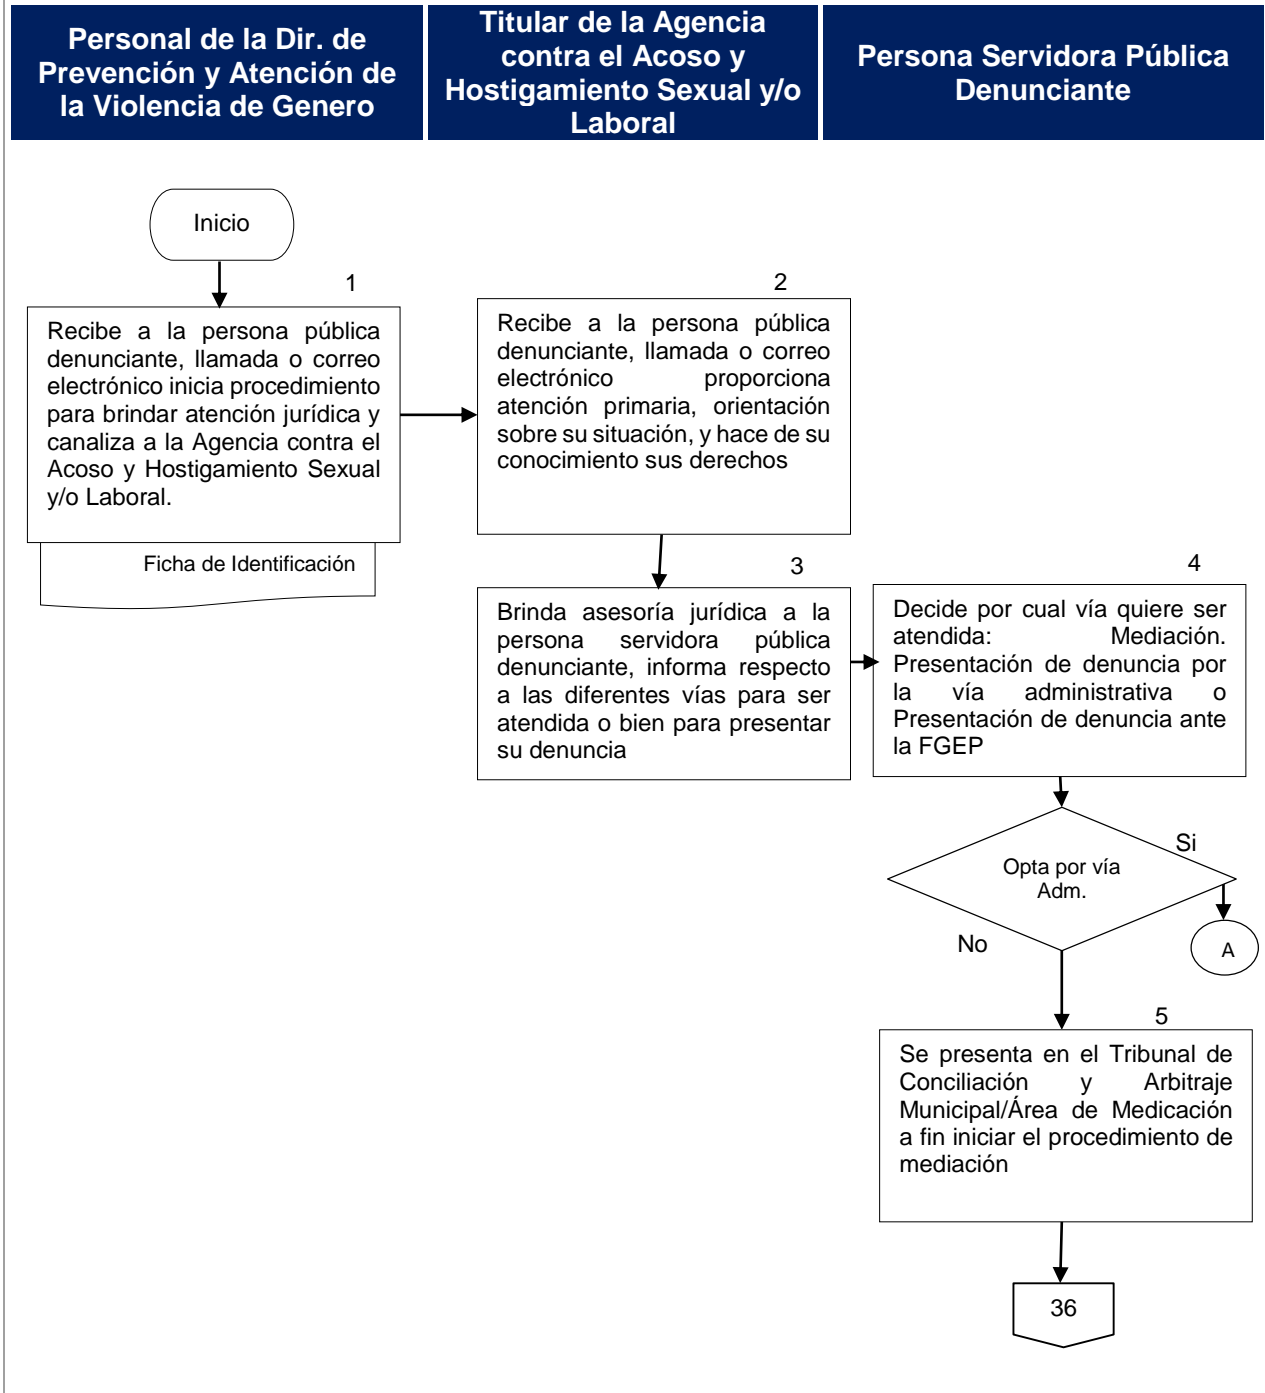 Personal de la Dir. de
Prevención y Atención de
la Violencia de Genero
Titular de la Agencia
contra el Acoso y
Hostigamiento Sexual y/o
Laboral
Persona Servidora Pública
Denunciante
Inicio
1
Recibe a la persona pública
denunciante, llamada o correo
electrónico inicia procedimiento
para brindar atención jurídica y
canaliza a la Agencia contra el
Acoso y Hostigamiento Sexual
y/o Laboral.
Ficha de Identificación
2
Recibe a la persona pública
denunciante, llamada o correo
electrónico proporciona
atención primaria, orientación
sobre su situación, y hace de su
conocimiento sus derechos
3
Brinda asesoría jurídica a la
persona servidora pública
denunciante, informa respecto
a las diferentes vías para ser
atendida o bien para presentar
su denuncia
4
Decide por cual vía quiere ser
atendida: Mediación.
Presentación de denuncia por
la vía administrativa o
Presentación de denuncia ante
la FGEP
Opta por vía
Adm.
Si
A
No
5
Se presenta en el Tribunal de
Conciliación y Arbitraje
Municipal/Área de Medicación
a fin iniciar el procedimiento de
mediación
36